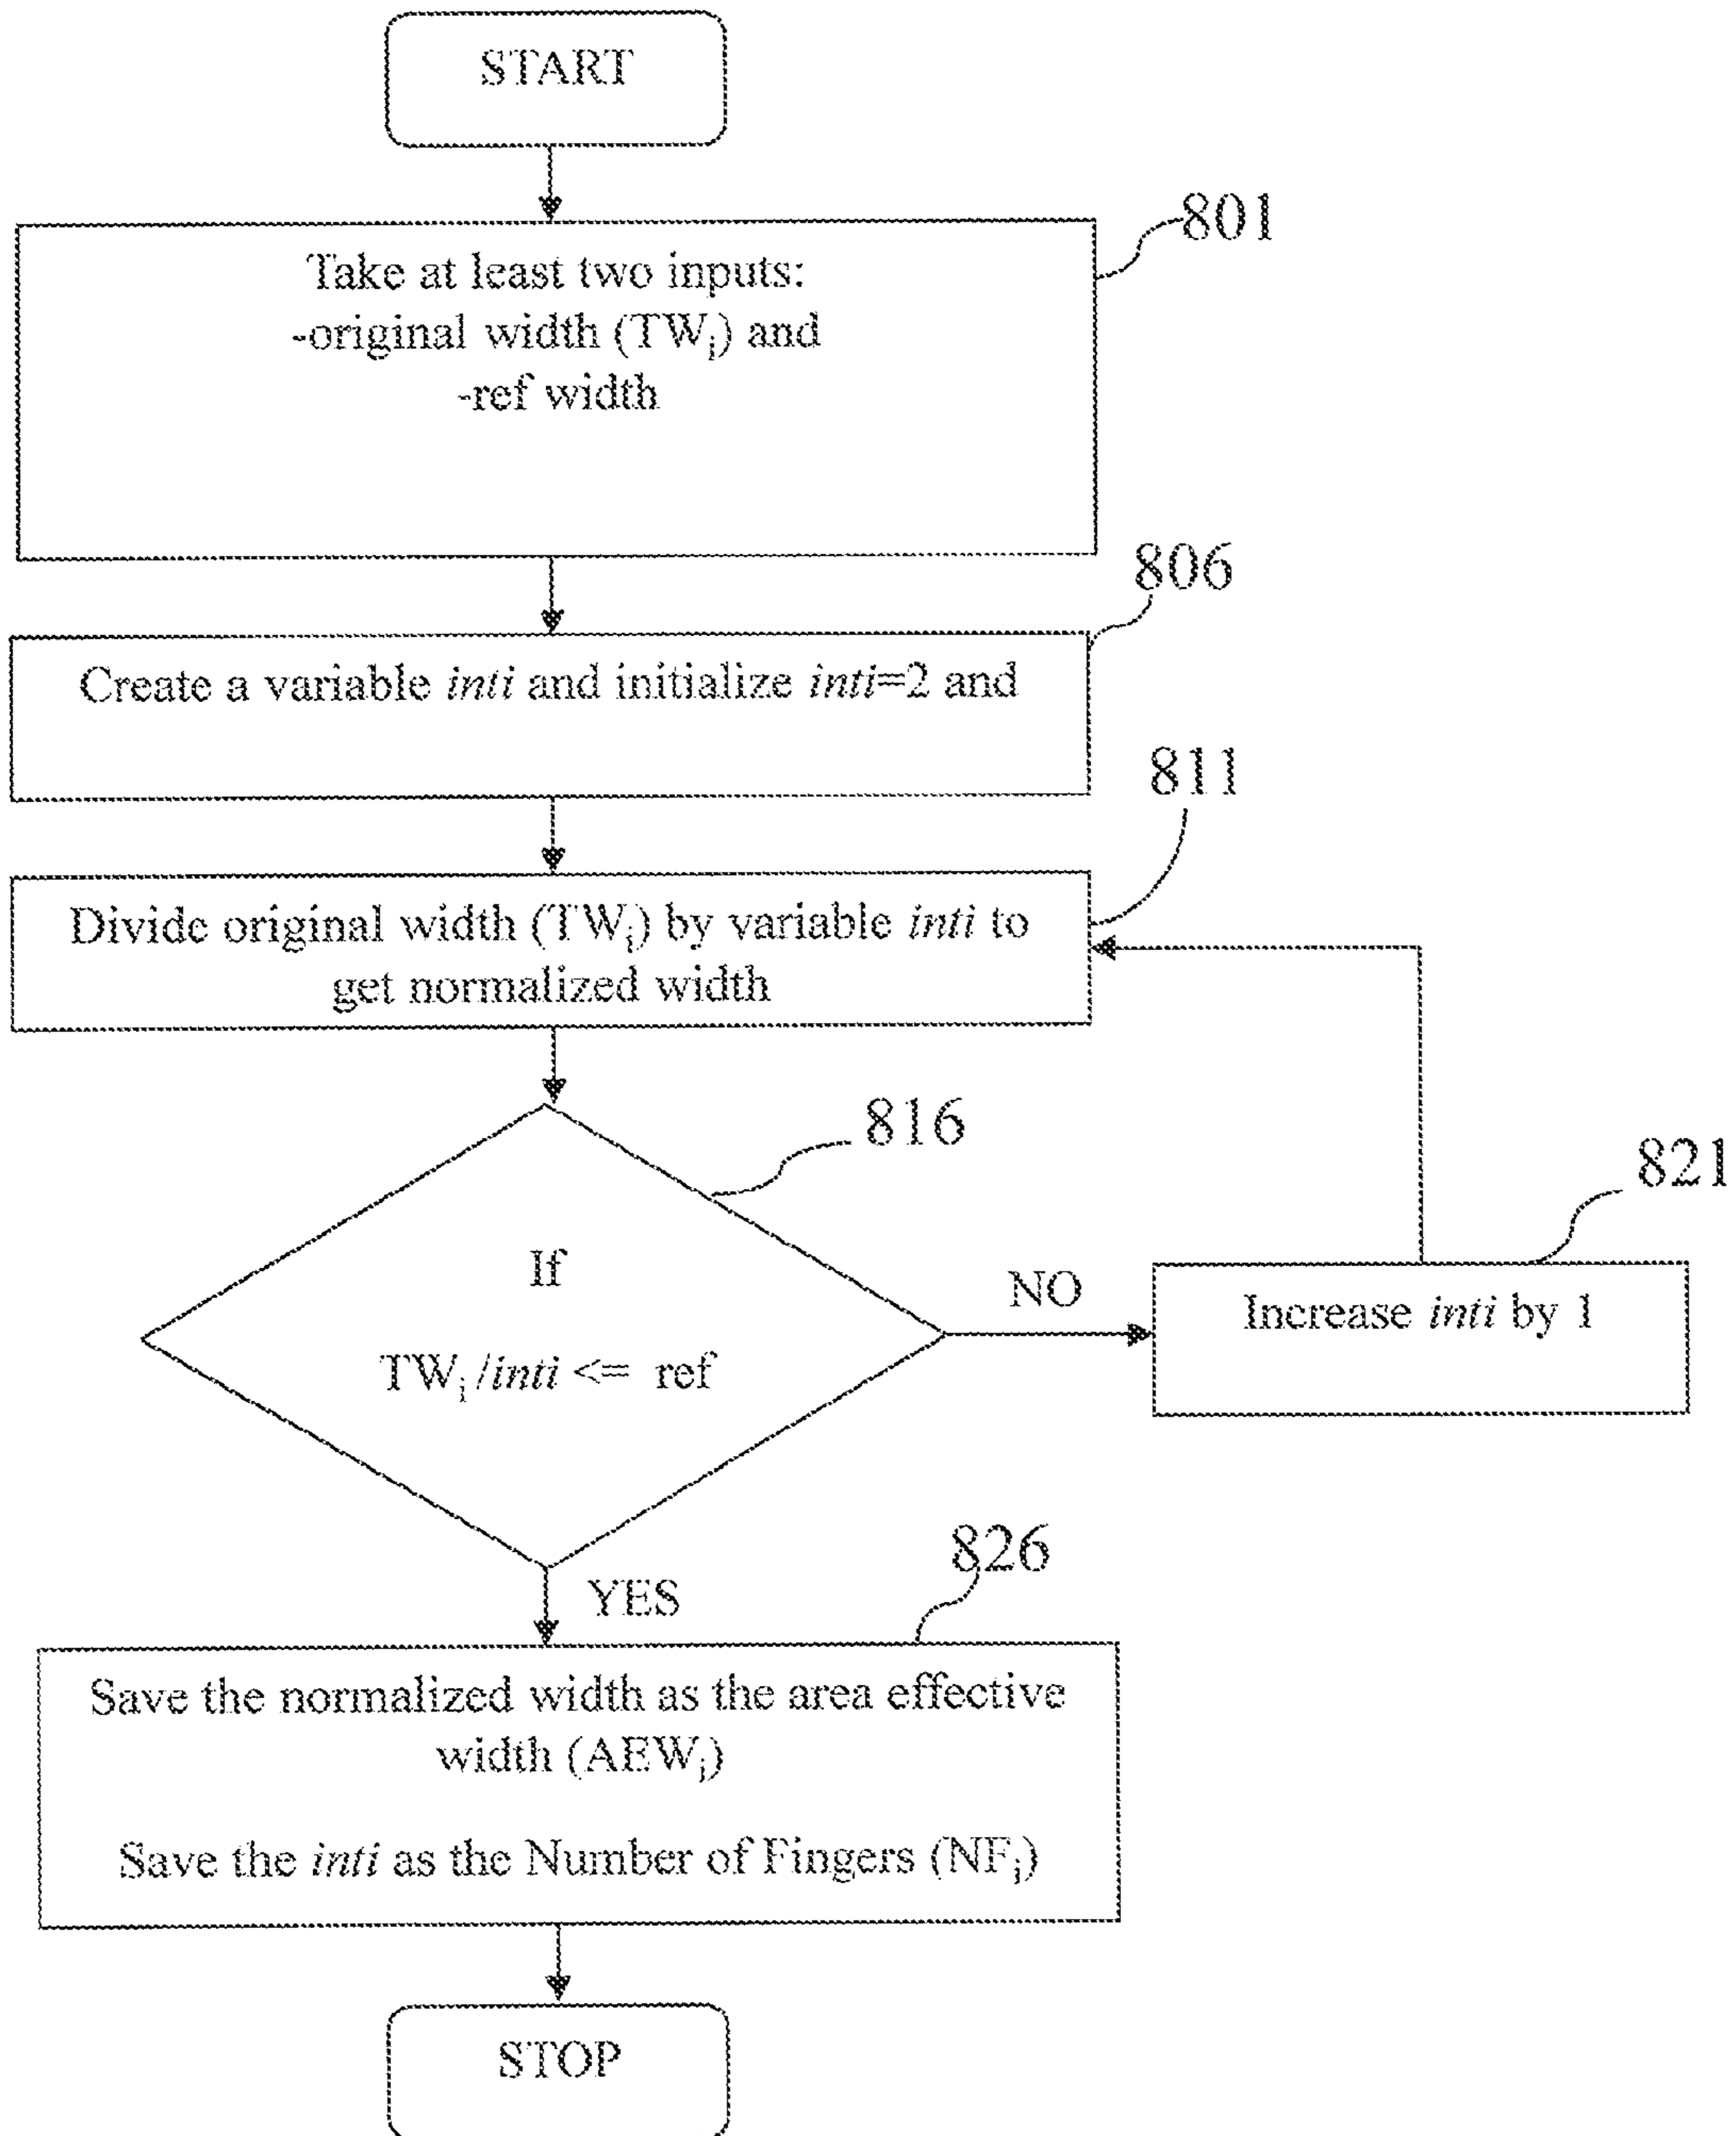 START
801
Take at least two inputs:
-original width (TWi) and
-ref width
806
Create a variable inti and initialize inti=2 and
811
Divide original width (TWi) by variable inti to
get normalized width
816
If
TWi /inti <= ref
NO
821
Increase inti by 1
YES
826
Save the normalized width as the area effective
width (AEWi)
Save the inti as the Number of Fingers (NFi)
STOP